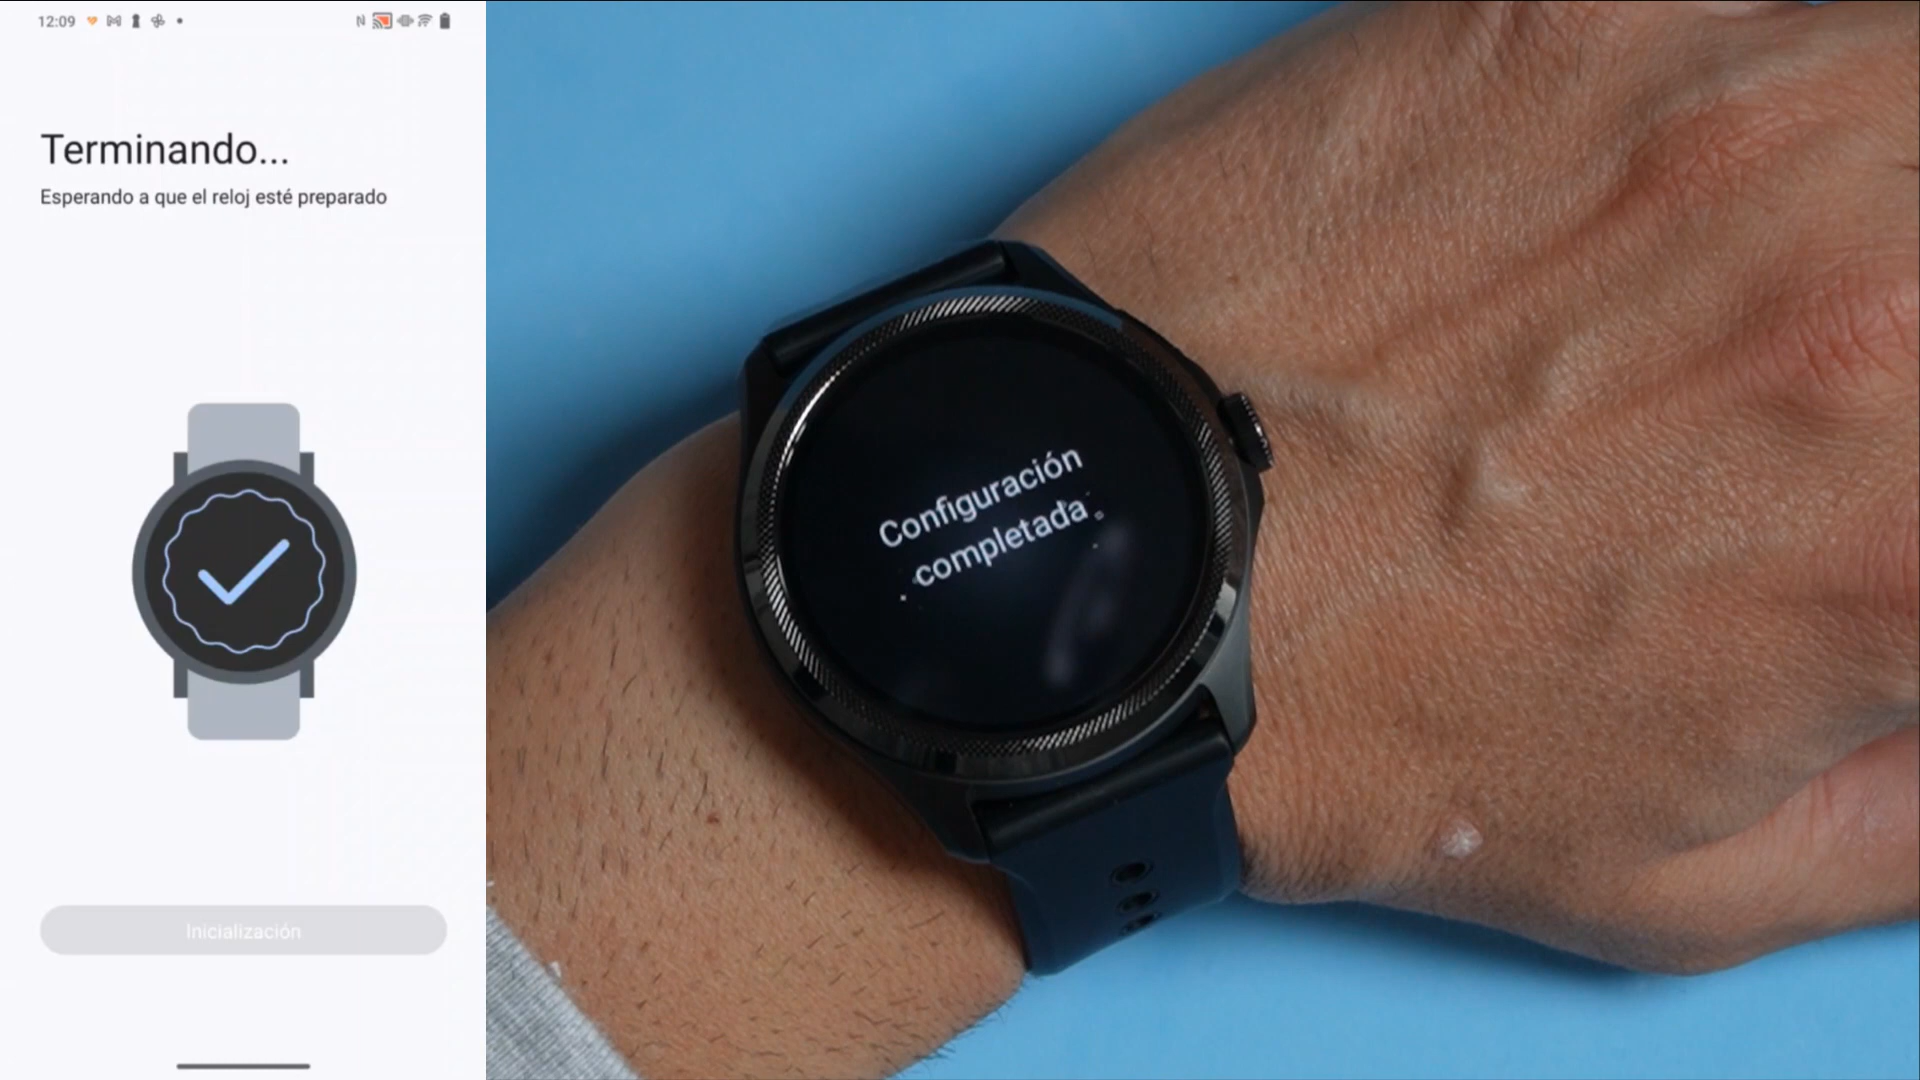 12:09
Terminando...
Esperando a que el reloj esté preparado
Inicialización
Configuración
completada